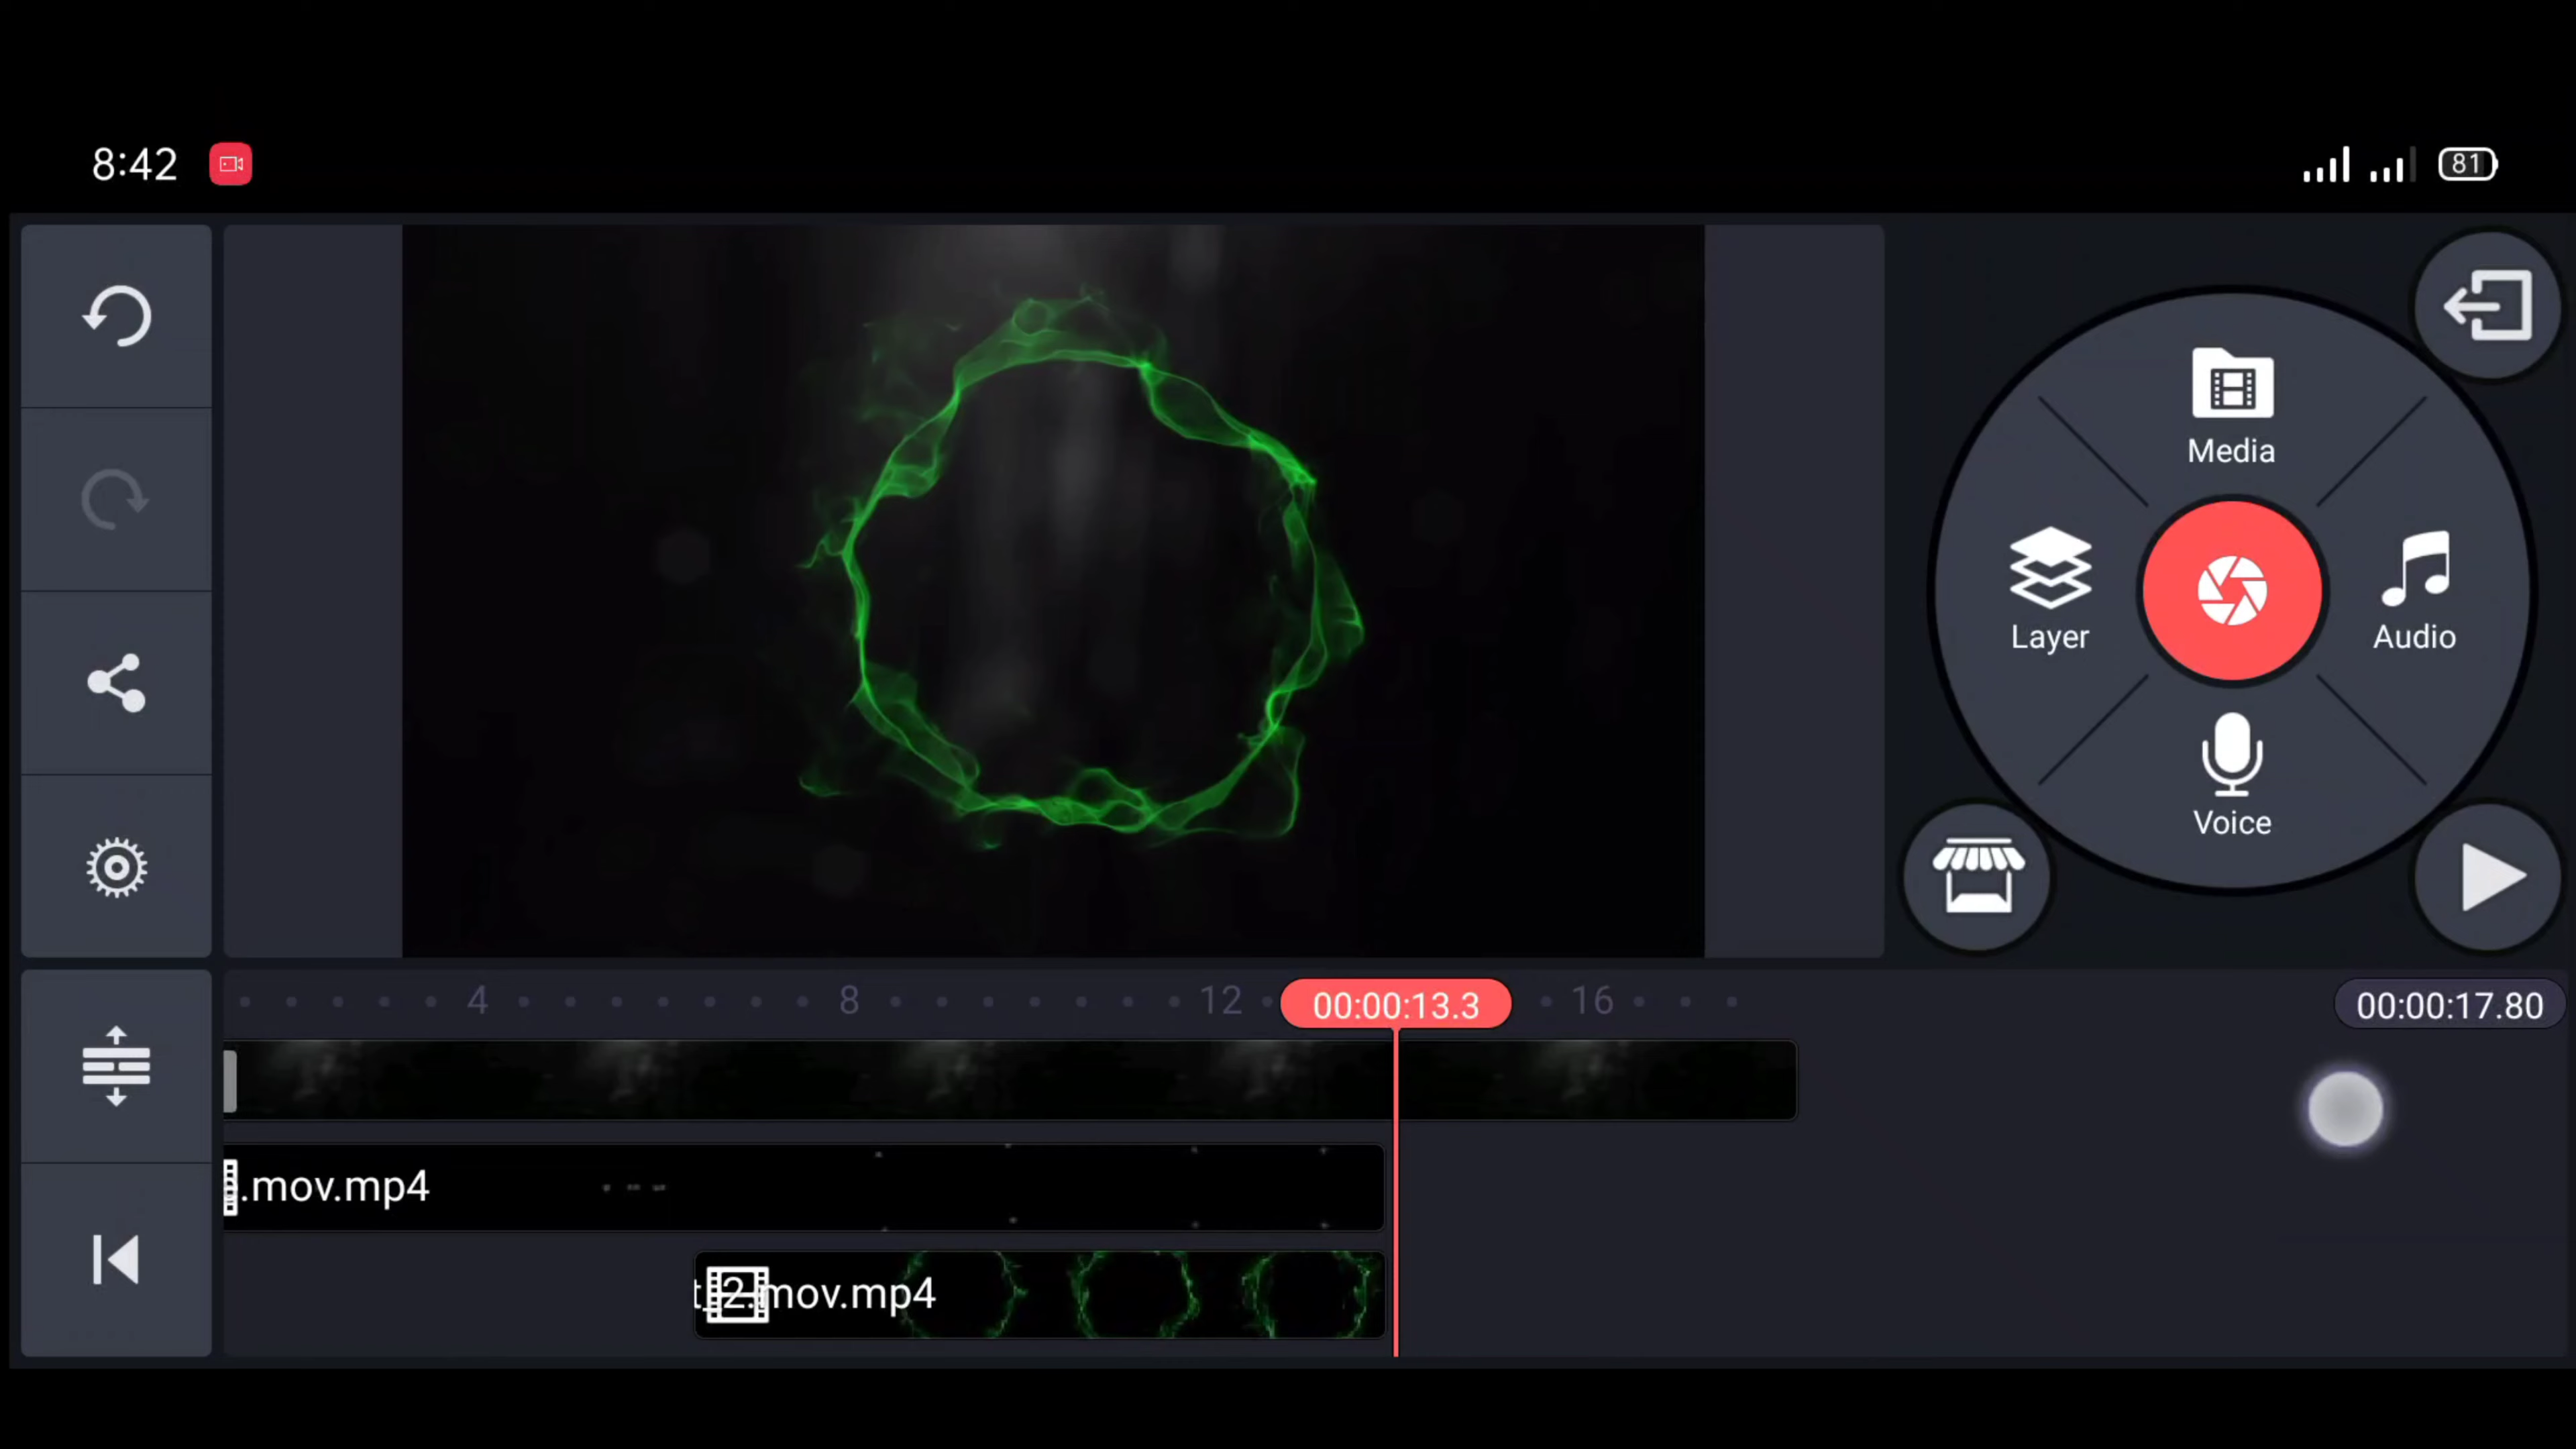 8:42
81
Media
Layer
Audio
Voice
4
8
12
00:00:13.3
16
00:00:17.80
.mov.mp4
t_2.mov.mp4